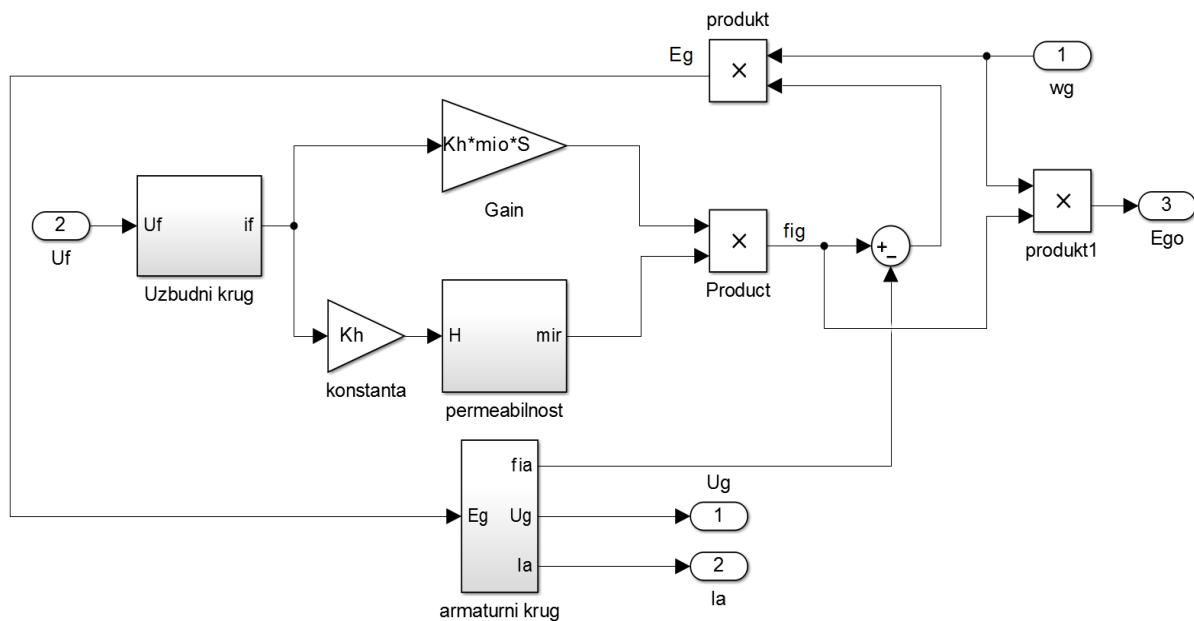 produkt
Eg
×
1
wg
Kh*mio*S
Gain
2
Uf
Uf
if
Uzbudni krug
×
Product
fig
+
−
×
produkt1
3
Ego
Kh
konstanta
H
mir
permeabilnost
Eg
fia
Ug
Ia
armaturni krug
Ug
1
2
Ia